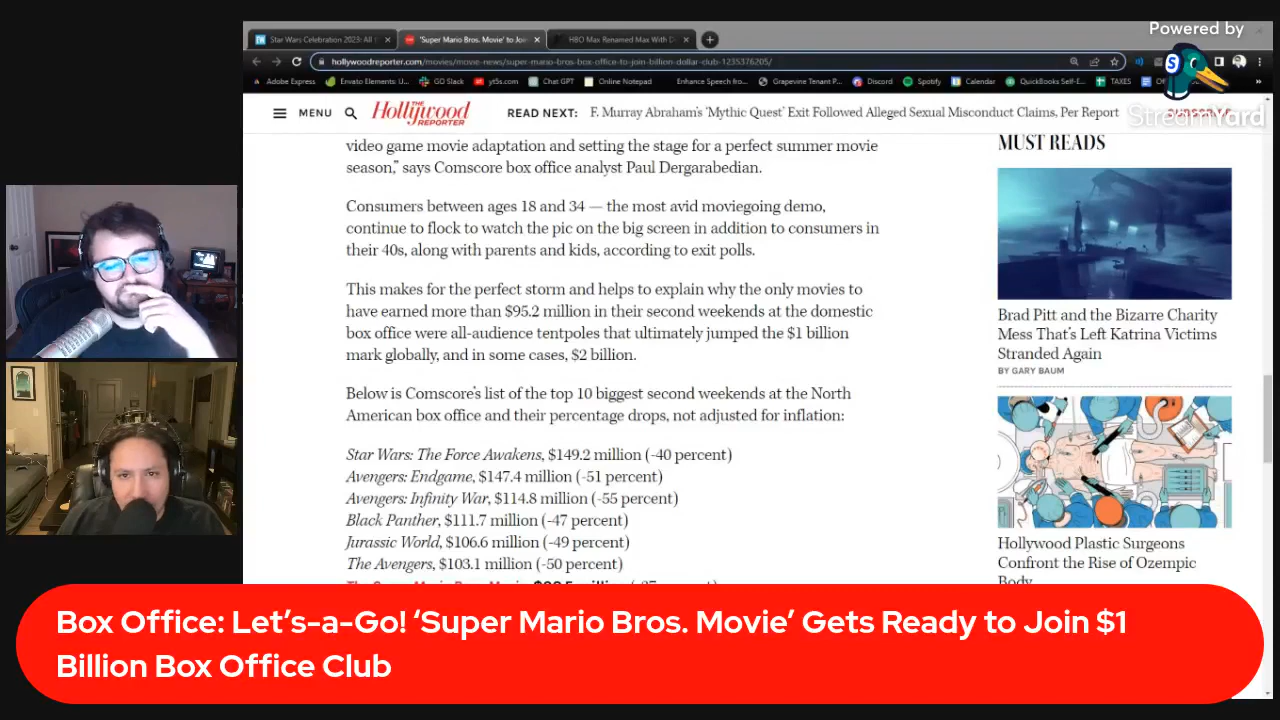 Powered by
StreamYard
Star Wars Celebration 2023: All t
'Super Mario Bros. Movie' to Join
HBO Max Renamed Max With D
hollywoodreporter.com/movies/movie-news/super-mario-bros-box-office-to-join-billion-dollar-club-1235376205/
Adobe Express Envato Elements: U... GO Slack yt5s.com Chat GPT Online Notepad Enhance Speech fro... Grapevine Tenant P... Discord Spotify Calendar QuickBooks Self-E... TAXES
MENU
THE Hollywood REPORTER
READ NEXT: F. Murray Abraham's 'Mythic Quest' Exit Followed Alleged Sexual Misconduct Claims, Per Report
video game movie adaptation and setting the stage for a perfect summer movie
season," says Comscore box office analyst Paul Dergarabedian.
Consumers between ages 18 and 34 — the most avid moviegoing demo,
continue to flock to watch the pic on the big screen in addition to consumers in
their 40s, along with parents and kids, according to exit polls.
This makes for the perfect storm and helps to explain why the only movies to
have earned more than $95.2 million in their second weekends at the domestic
box office were all-audience tentpoles that ultimately jumped the $1 billion
mark globally, and in some cases, $2 billion.
Below is Comscore's list of the top 10 biggest second weekends at the North
American box office and their percentage drops, not adjusted for inflation:
Star Wars: The Force Awakens, $149.2 million (-40 percent)
Avengers: Endgame, $147.4 million (-51 percent)
Avengers: Infinity War, $114.8 million (-55 percent)
Black Panther, $111.7 million (-47 percent)
Jurassic World, $106.6 million (-49 percent)
The Avengers, $103.1 million (-50 percent)
MUST READS
Brad Pitt and the Bizarre Charity
Mess That's Left Katrina Victims
Stranded Again
BY GARY BAUM
Hollywood Plastic Surgeons
Confront the Rise of Ozempic
Body
Box Office: Let's-a-Go! 'Super Mario Bros. Movie' Gets Ready to Join $1
Billion Box Office Club